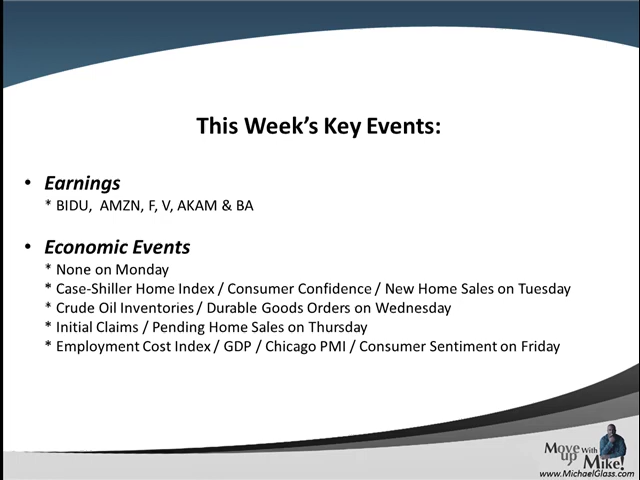 This Week's Key Events:
• Earnings
* BIDU, AMZN, F, V, AKAM & BA
• Economic Events
* None on Monday
* Case-Shiller Home Index / Consumer Confidence / New Home Sales on Tuesday
* Crude Oil Inventories / Durable Goods Orders on Wednesday
* Initial Claims / Pending Home Sales on Thursday
* Employment Cost Index / GDP / Chicago PMI / Consumer Sentiment on Friday
Move up With Mike!
www.MichaelGlass.com